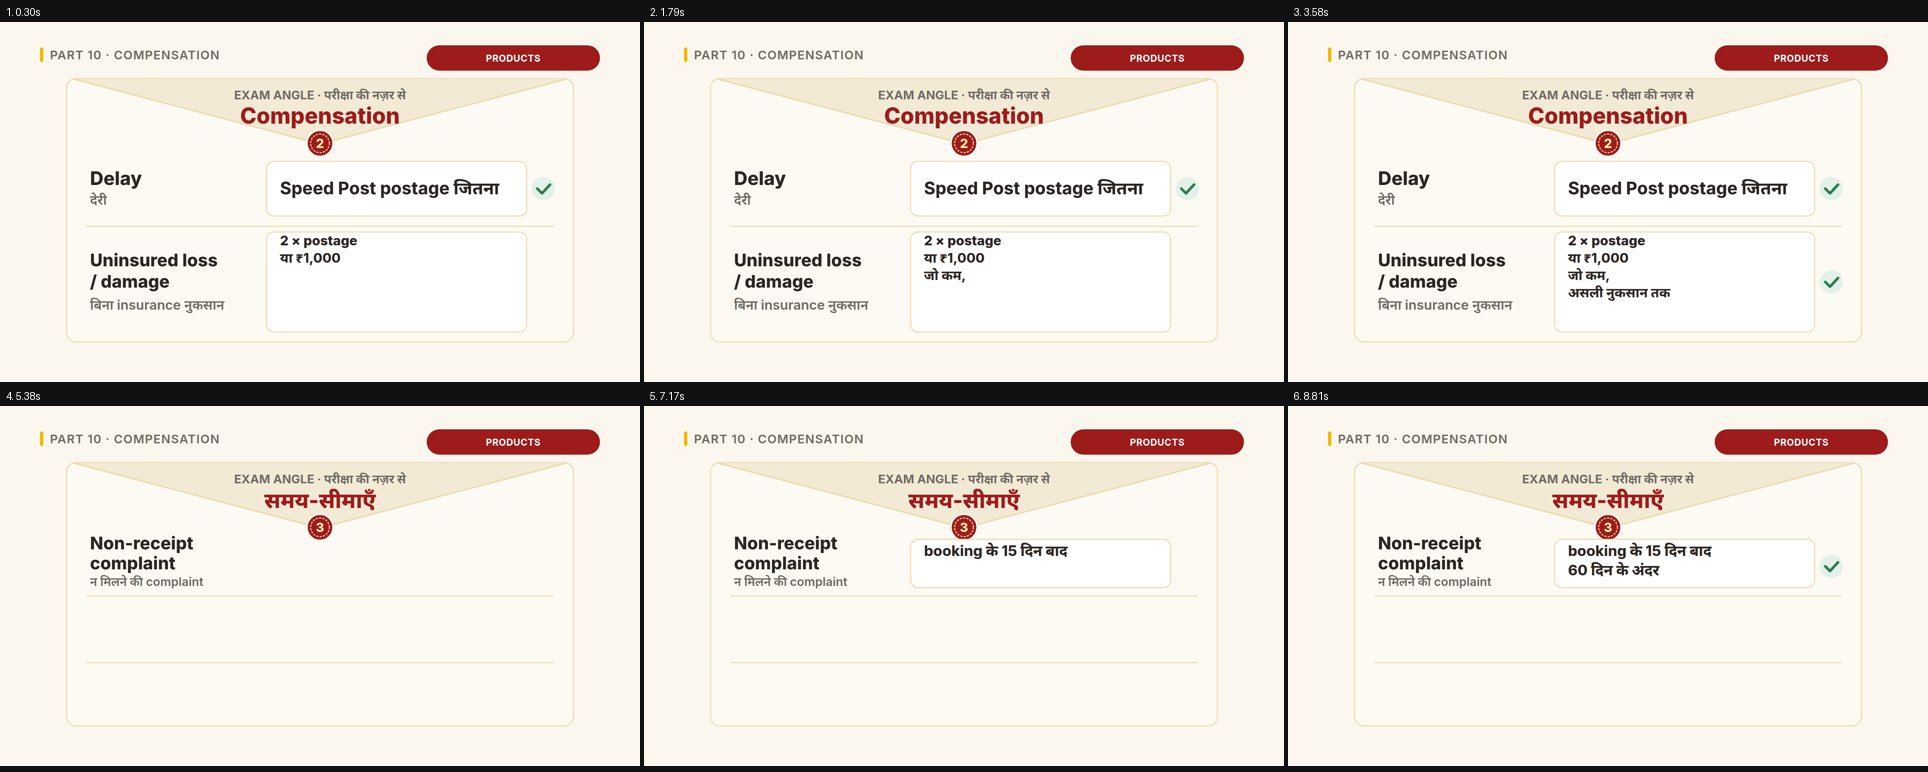 1. 0.30s
PART 10 · COMPENSATION
PRODUCTS
EXAM ANGLE · परीक्षा की नज़र से
Compensation
2
Delay
देरी
Speed Post postage जितना
Uninsured loss
/ damage
बिना insurance नुकसान
2 × postage
या ₹1,000
2. 1.79s
PART 10 · COMPENSATION
PRODUCTS
EXAM ANGLE · परीक्षा की नज़र से
Compensation
2
Delay
देरी
Speed Post postage जितना
Uninsured loss
/ damage
बिना insurance नुकसान
2 × postage
या ₹1,000
जो कम,
3. 3.58s
PART 10 · COMPENSATION
PRODUCTS
EXAM ANGLE · परीक्षा की नज़र से
Compensation
2
Delay
देरी
Speed Post postage जितना
Uninsured loss
/ damage
बिना insurance नुकसान
2 × postage
या ₹1,000
जो कम,
असली नुकसान तक
4. 5.38s
PART 10 · COMPENSATION
PRODUCTS
EXAM ANGLE · परीक्षा की नज़र से
समय-सीमाएँ
3
Non-receipt
complaint
न मिलने की complaint
5. 7.17s
PART 10 · COMPENSATION
PRODUCTS
EXAM ANGLE · परीक्षा की नज़र से
समय-सीमाएँ
3
Non-receipt
complaint
न मिलने की complaint
booking के 15 दिन बाद
6. 8.81s
PART 10 · COMPENSATION
PRODUCTS
EXAM ANGLE · परीक्षा की नज़र से
समय-सीमाएँ
3
Non-receipt
complaint
न मिलने की complaint
booking के 15 दिन बाद
60 दिन के अंदर